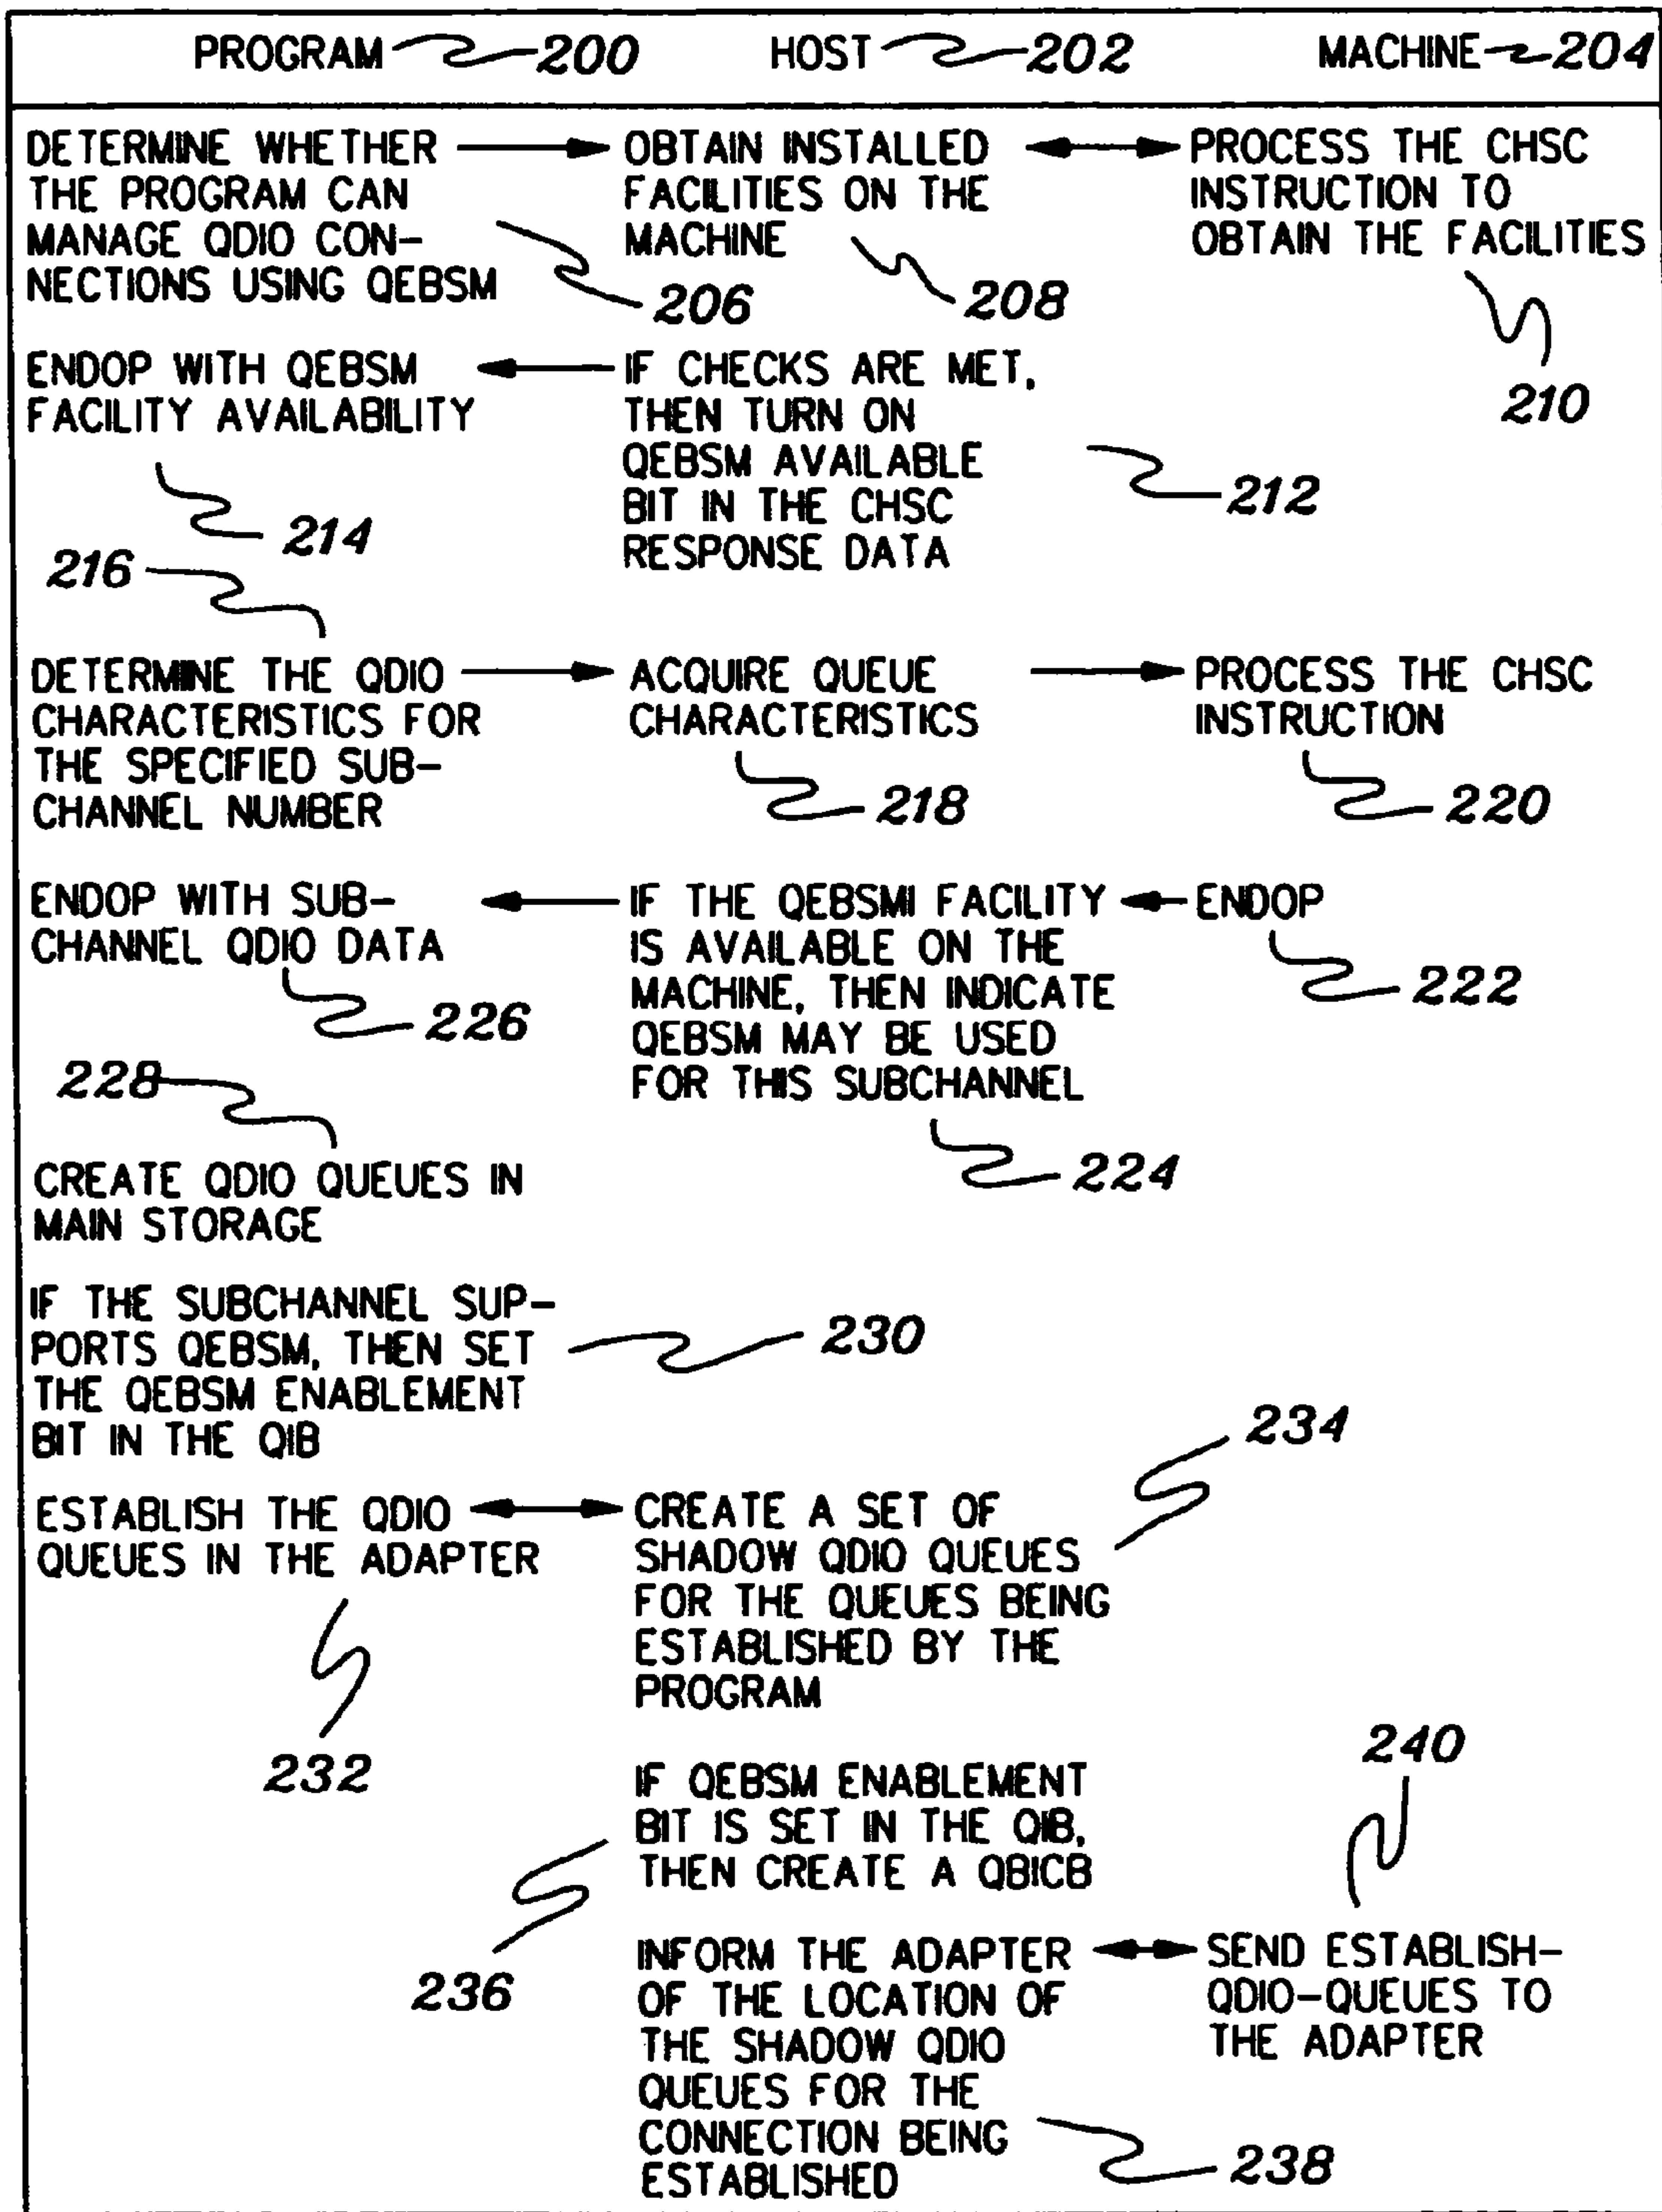 PROGRAM 200 HOST 202 MACHINE 204
DETERMINE WHETHER
THE PROGRAM CAN
MANAGE QDIO CON-
NECTIONS USING QEBSM
206
OBTAIN INSTALLED
FACILITIES ON THE
MACHINE
208
PROCESS THE CHSC
INSTRUCTION TO
OBTAIN THE FACILITIES
210
ENDOP WITH QEBSM
FACILITY AVAILABILITY
214
IF CHECKS ARE MET,
THEN TURN ON
QEBSM AVAILABLE
BIT IN THE CHSC
RESPONSE DATA
212
216
DETERMINE THE QDIO
CHARACTERISTICS FOR
THE SPECIFIED SUB-
CHANNEL NUMBER
ACQUIRE QUEUE
CHARACTERISTICS
218
PROCESS THE CHSC
INSTRUCTION
220
ENDOP WITH SUB-
CHANNEL QDIO DATA
226
IF THE QEBSMI FACILITY
IS AVAILABLE ON THE
MACHINE, THEN INDICATE
QEBSM MAY BE USED
FOR THIS SUBCHANNEL
224
ENDOP
222
228
CREATE QDIO QUEUES IN
MAIN STORAGE
IF THE SUBCHANNEL SUP-
PORTS QEBSM, THEN SET
THE QEBSM ENABLEMENT
BIT IN THE QIB
230
ESTABLISH THE QDIO
QUEUES IN THE ADAPTER
232
CREATE A SET OF
SHADOW QDIO QUEUES
FOR THE QUEUES BEING
ESTABLISHED BY THE
PROGRAM
234
IF QEBSM ENABLEMENT
BIT IS SET IN THE QIB,
THEN CREATE A QBICB
236
INFORM THE ADAPTER
OF THE LOCATION OF
THE SHADOW QDIO
QUEUES FOR THE
CONNECTION BEING
ESTABLISHED
238
240
SEND ESTABLISH-
QDIO-QUEUES TO
THE ADAPTER